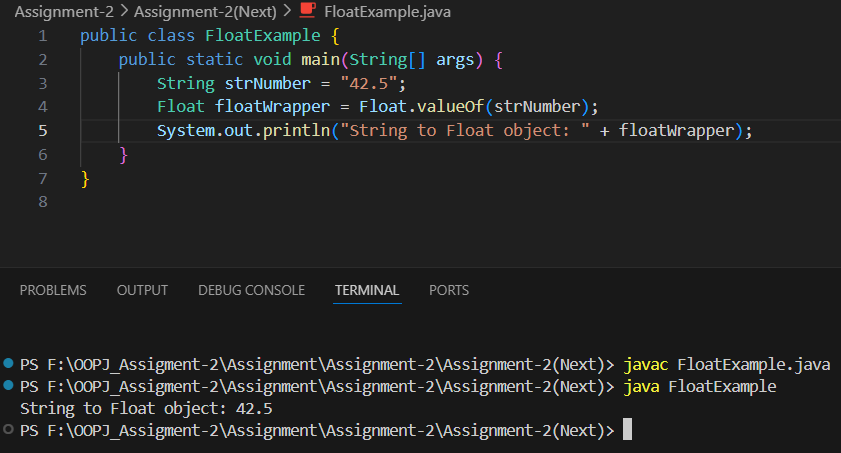 Assignment-2 > Assignment-2(Next) > FloatExample.java
1 public class FloatExample {
2     public static void main(String[] args) {
3         String strNumber = "42.5";
4         Float floatWrapper = Float.valueOf(strNumber);
5         System.out.println("String to Float object: " + floatWrapper);
6     }
7 }
8
PROBLEMS OUTPUT DEBUG CONSOLE TERMINAL PORTS
PS F:\OOPJ_Assigment-2\Assignment\Assignment-2\Assignment-2(Next)> javac FloatExample.java
PS F:\OOPJ_Assigment-2\Assignment\Assignment-2\Assignment-2(Next)> java FloatExample
String to Float object: 42.5
PS F:\OOPJ_Assigment-2\Assignment\Assignment-2\Assignment-2(Next)>